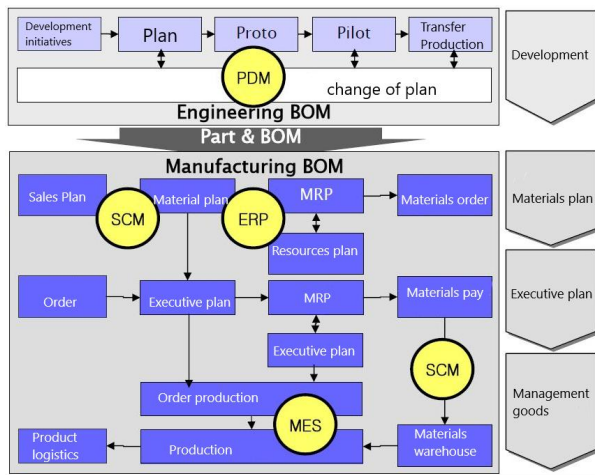 Development
initiatives
Plan
Proto
Pilot
Transfer
Production
Development
PDM
change of plan
Engineering BOM
Part & BOM
Manufacturing BOM
Sales Plan
SCM
Material plan
ERP
MRP
Materials order
Materials plan
Resources plan
Order
Executive plan
MRP
Materials pay
Executive plan
Executive plan
SCM
Order production
MES
Management
goods
Product
logistics
Production
Materials
warehouse